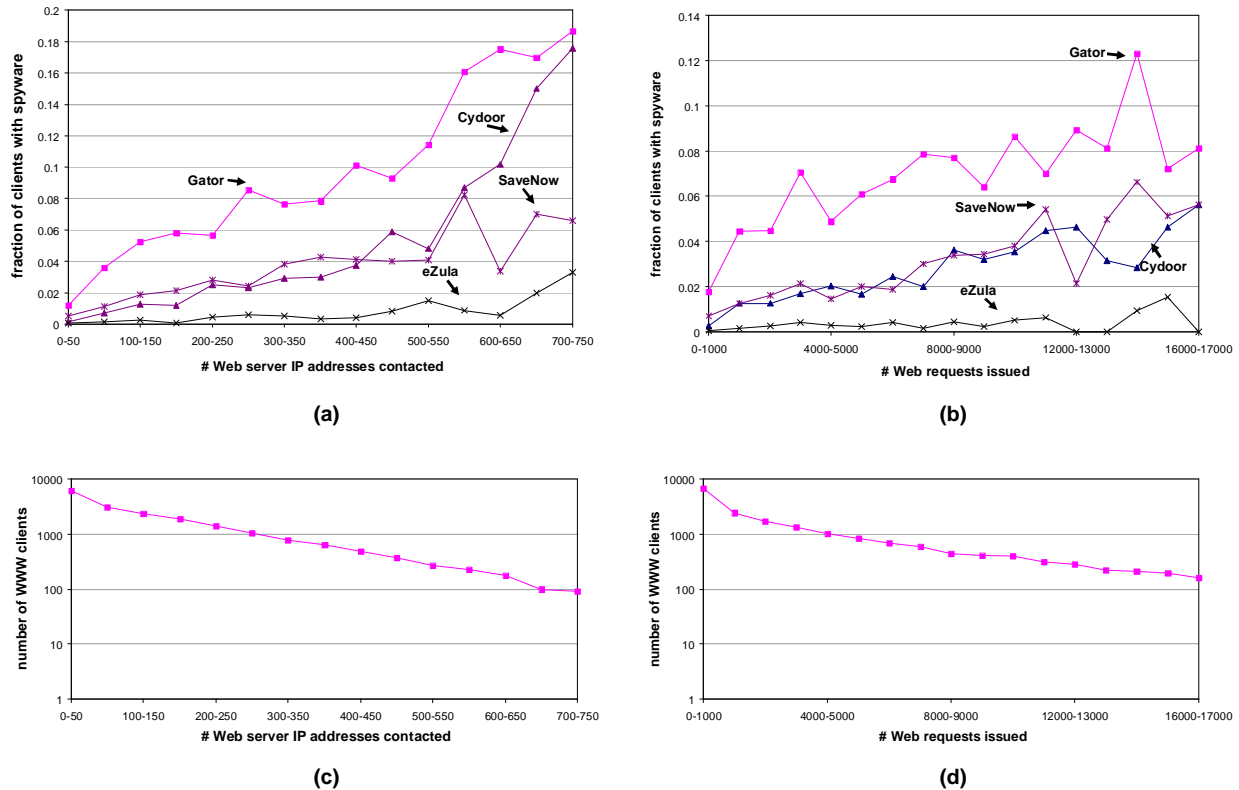 0.2
0.18
0.16
0.14
0.12
0.1
0.08
0.06
0.04
0.02
0
fraction of clients with spyware
Gator
Cydoor
SaveNow
eZula
0-50 100-150 200-250 300-350 400-450 500-550 600-650 700-750
# Web server IP addresses contacted
(a)
0.14
0.12
0.1
0.08
0.06
0.04
0.02
0
fraction of clients with spyware
Gator
SaveNow
Cydoor
eZula
0-1000 4000-5000 8000-9000 12000-13000 16000-17000
# Web requests issued
(b)
10000
1000
100
10
1
number of WWW clients
0-50 100-150 200-250 300-350 400-450 500-550 600-650 700-750
# Web server IP addresses contacted
(c)
10000
1000
100
10
1
number of WWW clients
0-1000 4000-5000 8000-9000 12000-13000 16000-17000
# Web requests issued
(d)